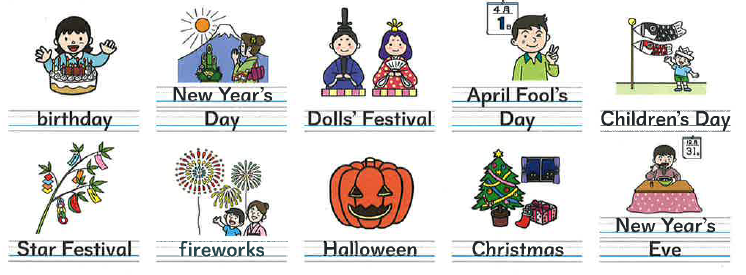 birthday
New Year's
Day
Dolls' Festival
4月
1日
April Fool's
Day
Children's Day
Star Festival
fireworks
Halloween
Christmas
12月
31日
New Year's
Eve